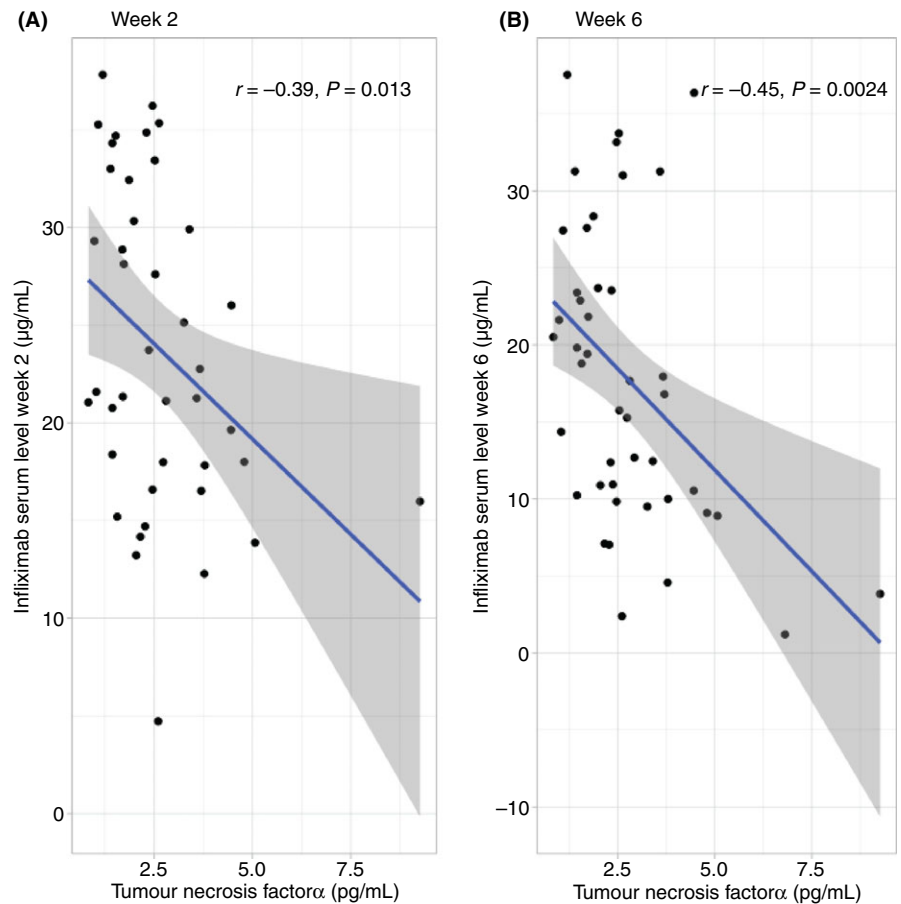 (A) Week 2
r = –0.39, P = 0.013
Infliximab serum level week 2 (μg/mL)
30
20
10
0
2.5 5.0 7.5
Tumour necrosis factorα (pg/mL)
(B) Week 6
r = –0.45, P = 0.0024
Infliximab serum level week 6 (μg/mL)
30
20
10
0
–10
2.5 5.0 7.5
Tumour necrosis factorα (pg/mL)